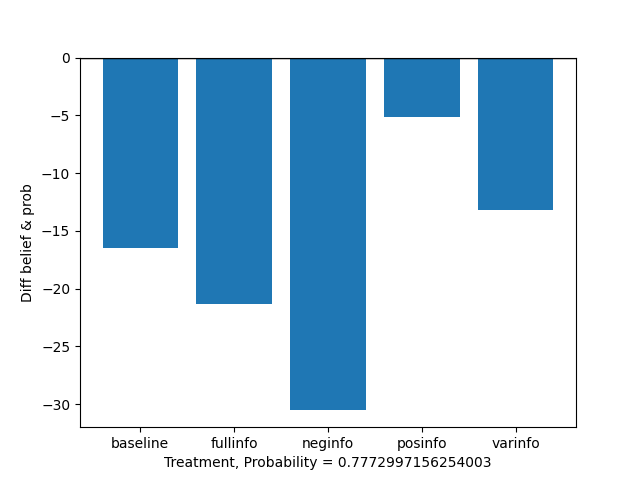 0
−5
−10
−15
−20
−25
−30
Diff belief & prob
baseline fullinfo neginfo posinfo varinfo
Treatment, Probability = 0.7772997156254003